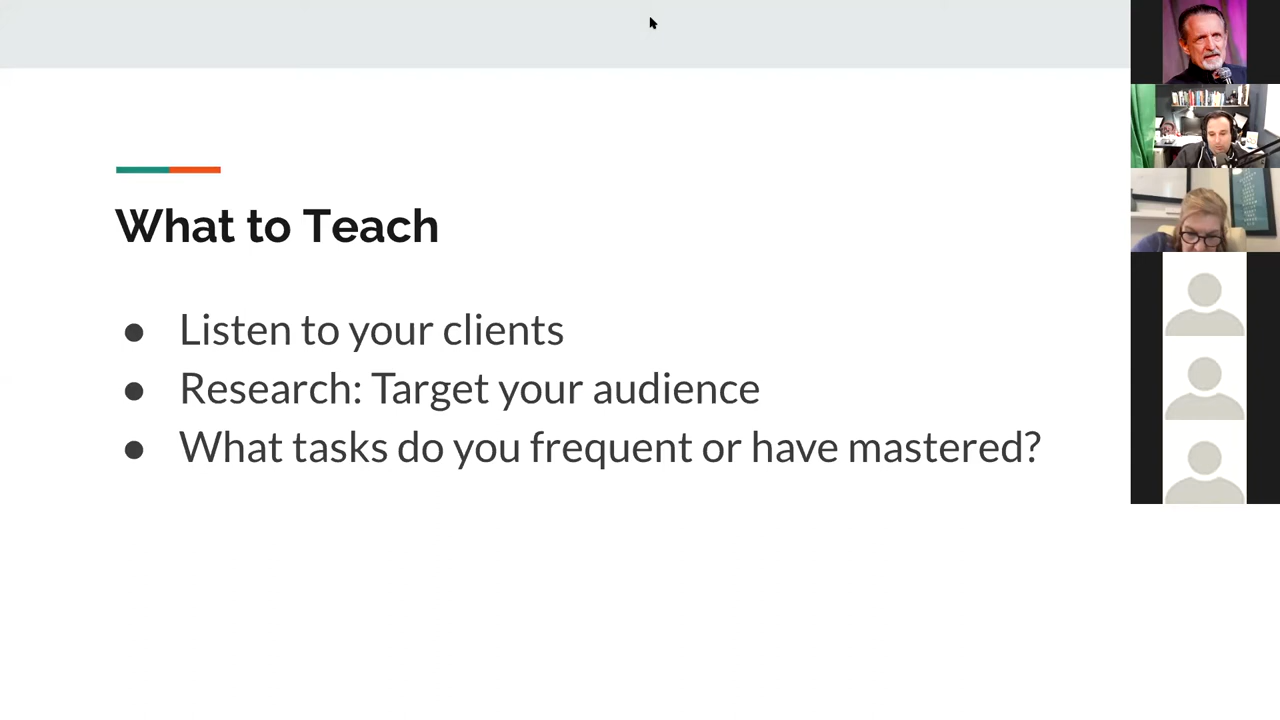 What to Teach
● Listen to your clients
● Research: Target your audience
● What tasks do you frequent or have mastered?